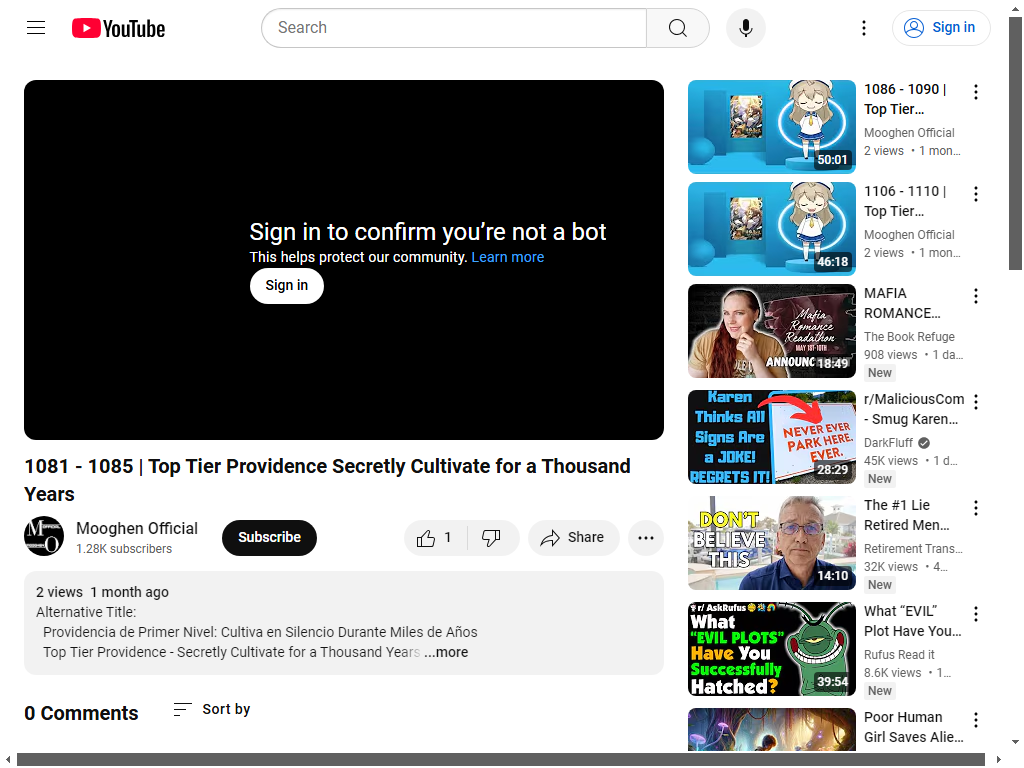 YouTube
Search
Sign in
Sign in to confirm you’re not a bot
This helps protect our community. Learn more
Sign in
1081 - 1085 | Top Tier Providence Secretly Cultivate for a Thousand
Years
Mooghen Official
1.28K subscribers
Subscribe
1
Share
2 views 1 month ago
Alternative Title:
Providencia de Primer Nivel: Cultiva en Silencio Durante Miles de Años
Top Tier Providence - Secretly Cultivate for a Thousand Years ...more
0 Comments
Sort by
50:01
1086 - 1090 |
Top Tier…
Mooghen Official
2 views • 1 mon…
46:18
1106 - 1110 |
Top Tier…
Mooghen Official
2 views • 1 mon…
Mafia
Romance
Readathon
MAY 1ST-10TH
18:49
MAFIA
ROMANCE…
The Book Refuge
908 views • 1 da…
New
Karen
Thinks All
Signs Are
a JOKE!
REGRETS IT!
NEVER EVER
PARK HERE.
EVER.
28:29
r/MaliciousCom
- Smug Karen…
DarkFluff
45K views • 1 d…
New
DON'T
BELIEVE
THIS
14:10
The #1 Lie
Retired Men…
Retirement Trans…
32K views • 4…
New
r/ AskRufus
What
"EVIL PLOTS"
Have You
Successfully
Hatched?
39:54
What “EVIL”
Plot Have You…
Rufus Read it
8.6K views • 1…
New
Poor Human
Girl Saves Alie…